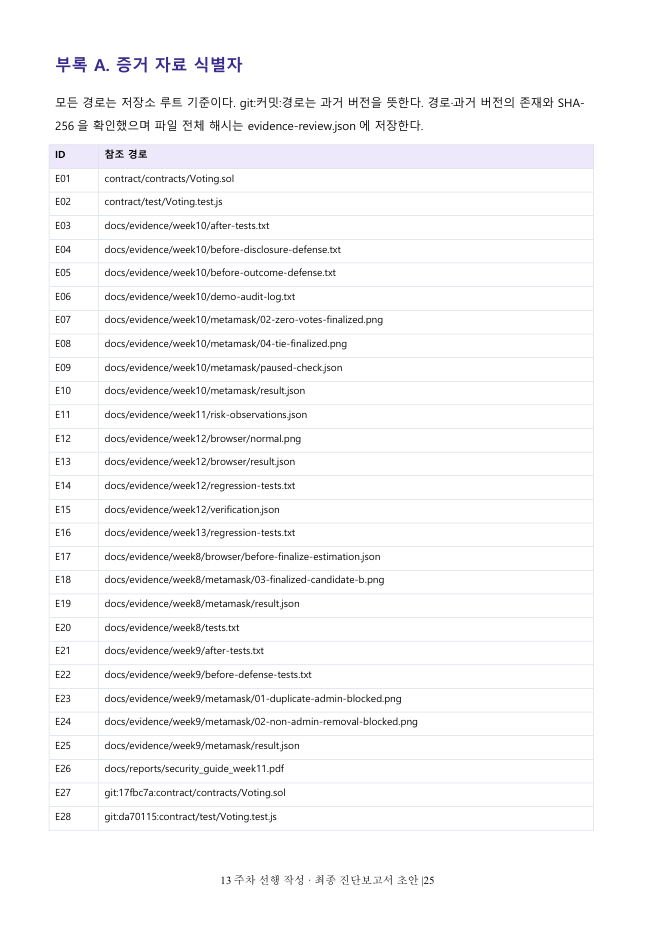 부록 A. 증거 자료 식별자
모든 경로는 저장소 루트 기준이다. git:커밋:경로는 과거 버전을 뜻한다. 경로·과거 버전의 존재와 SHA-
256 을 확인했으며 파일 전체 해시는 evidence-review.json 에 저장한다.
ID 참조 경로
E01 contract/contracts/Voting.sol
E02 contract/test/Voting.test.js
E03 docs/evidence/week10/after-tests.txt
E04 docs/evidence/week10/before-disclosure-defense.txt
E05 docs/evidence/week10/before-outcome-defense.txt
E06 docs/evidence/week10/demo-audit-log.txt
E07 docs/evidence/week10/metamask/02-zero-votes-finalized.png
E08 docs/evidence/week10/metamask/04-tie-finalized.png
E09 docs/evidence/week10/metamask/paused-check.json
E10 docs/evidence/week10/metamask/result.json
E11 docs/evidence/week11/risk-observations.json
E12 docs/evidence/week12/browser/normal.png
E13 docs/evidence/week12/browser/result.json
E14 docs/evidence/week12/regression-tests.txt
E15 docs/evidence/week12/verification.json
E16 docs/evidence/week13/regression-tests.txt
E17 docs/evidence/week8/browser/before-finalize-estimation.json
E18 docs/evidence/week8/metamask/03-finalized-candidate-b.png
E19 docs/evidence/week8/metamask/result.json
E20 docs/evidence/week8/tests.txt
E21 docs/evidence/week9/after-tests.txt
E22 docs/evidence/week9/before-defense-tests.txt
E23 docs/evidence/week9/metamask/01-duplicate-admin-blocked.png
E24 docs/evidence/week9/metamask/02-non-admin-removal-blocked.png
E25 docs/evidence/week9/metamask/result.json
E26 docs/reports/security_guide_week11.pdf
E27 git:17fbc7a:contract/contracts/Voting.sol
E28 git:da70115:contract/test/Voting.test.js
13 주차 선행 작성 · 최종 진단보고서 초안 |25